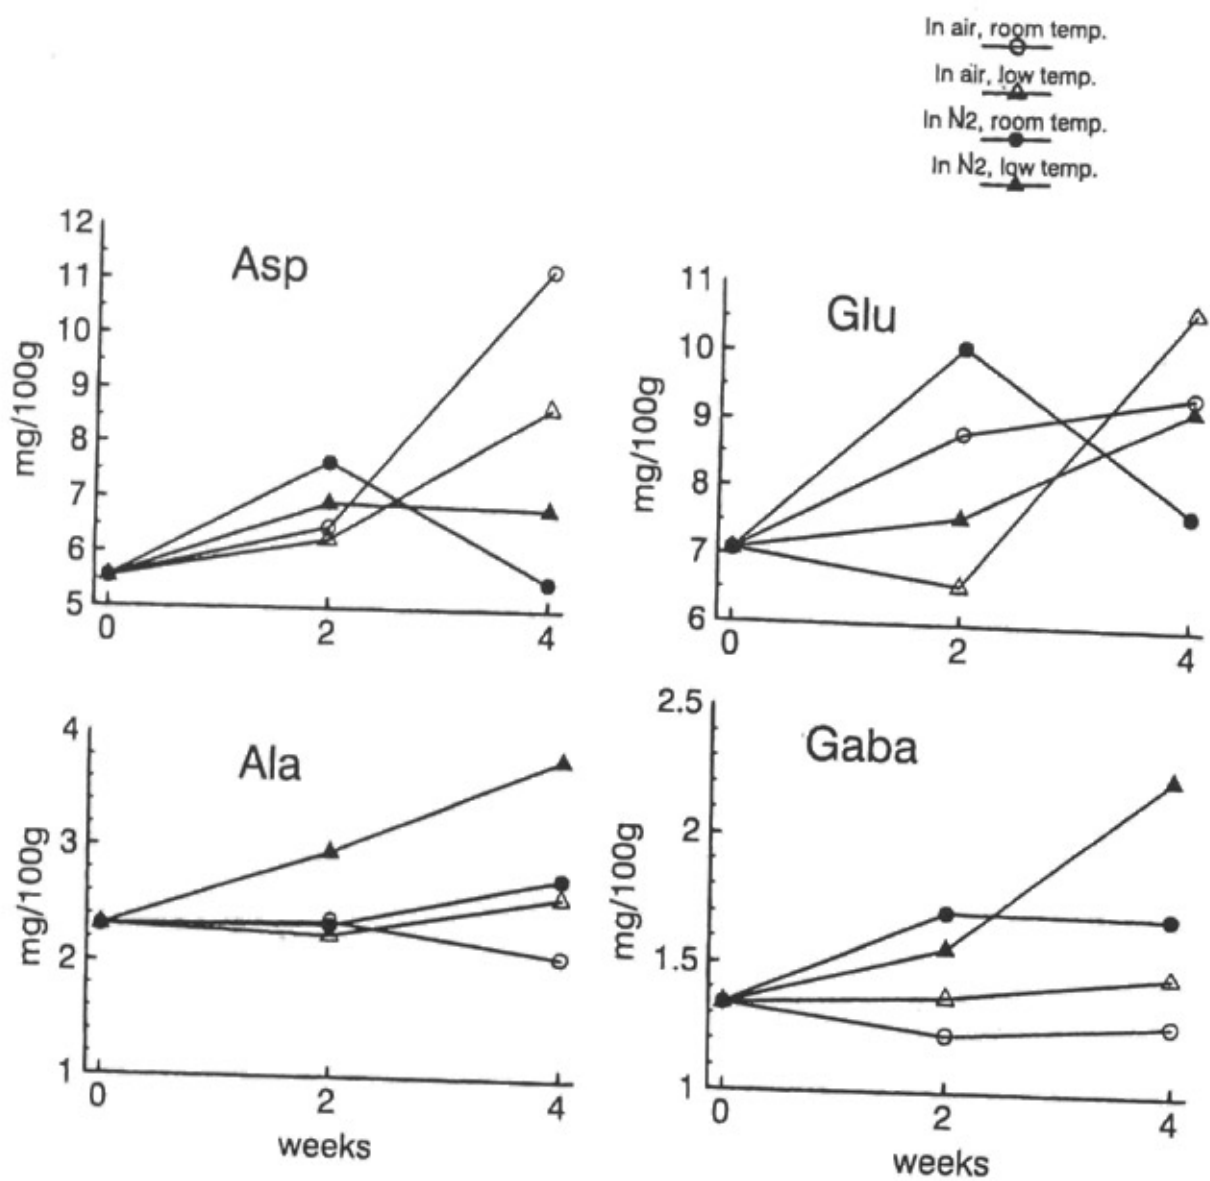 In air, room temp.
In air, low temp.
In N2, room temp.
In N2, low temp.
Asp
12
11
10
9
8
7
6
5
mg/100g
0 2 4
Glu
11
10
9
8
7
6
mg/100g
0 2 4
Ala
4
3
2
1
mg/100g
0 2 4
weeks
Gaba
2.5
2
1.5
1
mg/100g
0 2 4
weeks